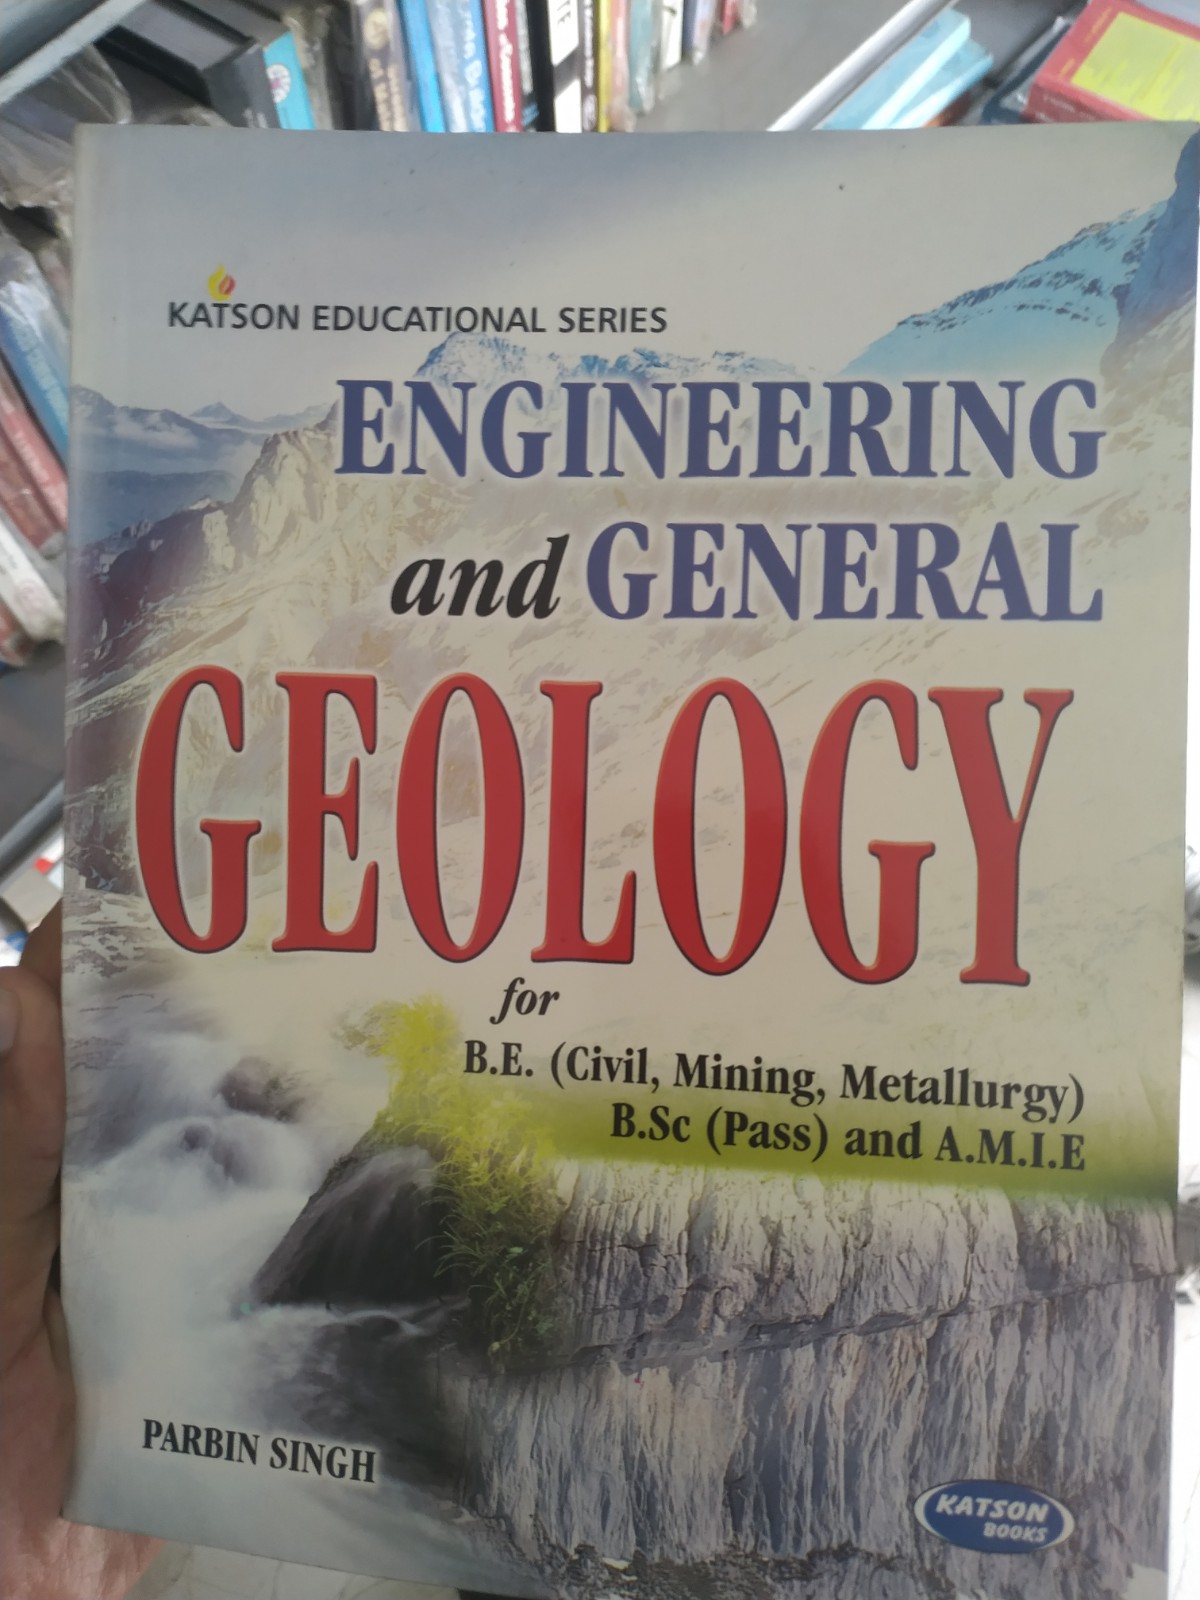 KATSON EDUCATIONAL SERIES
ENGINEERING
and GENERAL
GEOLOGY
for
B.E. (Civil, Mining, Metallurgy)
B.Sc (Pass) and A.M.I.E
PARBIN SINGH
KATSON
BOOKS